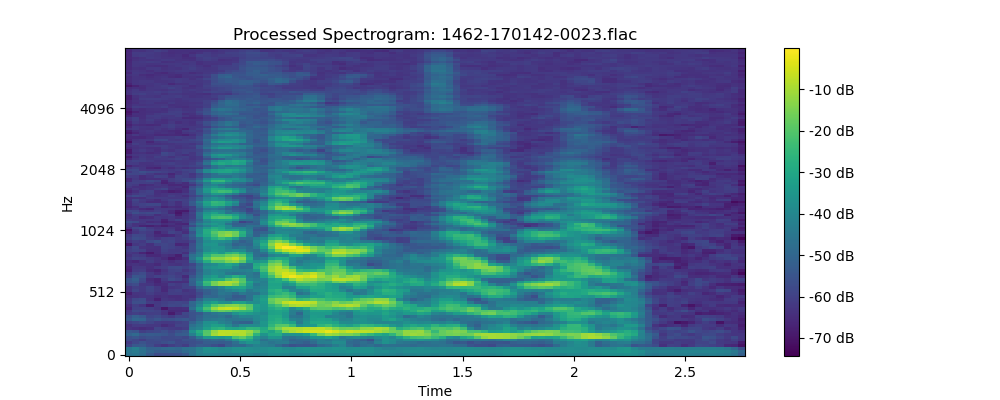 Processed Spectrogram: 1462-170142-0023.flac
Hz
4096
2048
1024
512
0
0
0.5
1
1.5
2
2.5
Time
-10 dB
-20 dB
-30 dB
-40 dB
-50 dB
-60 dB
-70 dB